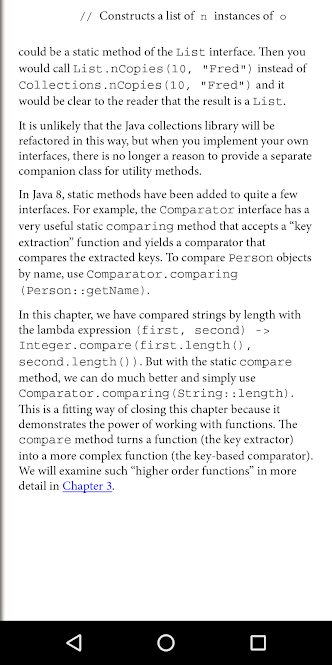 // Constructs a list of n instances of o
could be a static method of the List interface. Then you
would call List.nCopies(10, "Fred") instead of
Collections.nCopies(10, "Fred") and it
would be clear to the reader that the result is a List.
It is unlikely that the Java collections library will be
refactored in this way, but when you implement your own
interfaces, there is no longer a reason to provide a separate
companion class for utility methods.
In Java 8, static methods have been added to quite a few
interfaces. For example, the Comparator interface has a
very useful static comparing method that accepts a “key
extraction” function and yields a comparator that
compares the extracted keys. To compare Person objects
by name, use Comparator.comparing
(Person::getName).
In this chapter, we have compared strings by length with
the lambda expression (first, second) ->
Integer.compare(first.length(),
second.length()). But with the static compare
method, we can do much better and simply use
Comparator.comparing(String::length).
This is a fitting way of closing this chapter because it
demonstrates the power of working with functions. The
compare method turns a function (the key extractor)
into a more complex function (the key-based comparator).
We will examine such “higher order functions” in more
detail in Chapter 3.